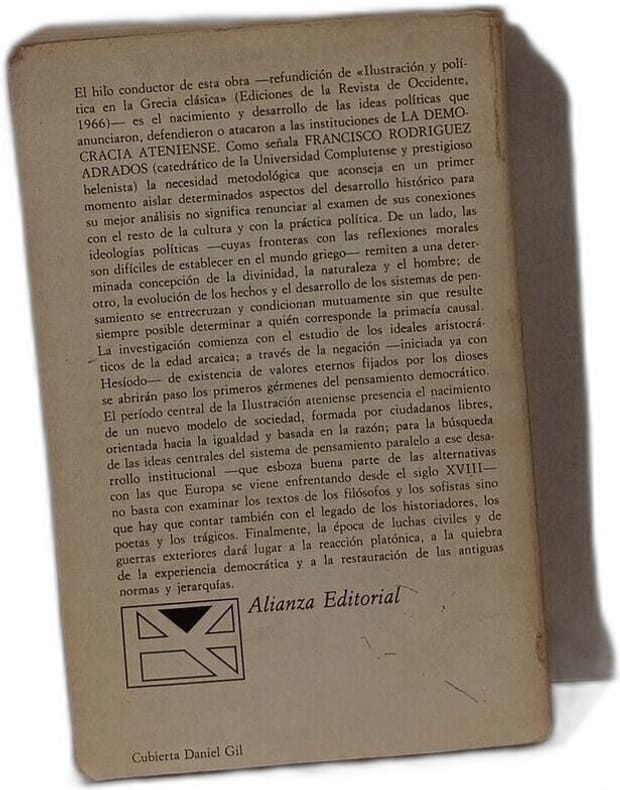 El hilo conductor de esta obra —refundición de «Ilustración y polí-
tica en la Grecia clásica» (Ediciones de la Revista de Occidente,
1966)— es el nacimiento y desarrollo de las ideas políticas que
anunciaron, defendieron o atacaron a las instituciones de LA DEMO-
CRACIA ATENIENSE. Como señala FRANCISCO RODRIGUEZ
ADRADOS (catedrático de la Universidad Complutense y prestigioso
helenista) la necesidad metodológica que aconseja en un primer
momento aislar determinados aspectos del desarrollo histórico para
su mejor análisis no significa renunciar al examen de sus conexiones
con el resto de la cultura y con la práctica política. De un lado, las
ideologías políticas —cuyas fronteras con las reflexiones morales
son difíciles de establecer en el mundo griego— remiten a una deter-
minada concepción de la divinidad, la naturaleza y el hombre; de
otro, la evolución de los hechos y el desarrollo de los sistemas de pen-
samiento se entrecruzan y condicionan mutuamente sin que resulte
siempre posible determinar a quién corresponde la primacía causal.
La investigación comienza con el estudio de los ideales aristocrá-
ticos de la edad arcaica; a través de la negación —iniciada ya con
Hesíodo— de existencia de valores eternos fijados por los dioses
se abrirán paso los primeros gérmenes del pensamiento democrático.
El período central de la Ilustración ateniense presencia el nacimiento
de un nuevo modelo de sociedad, formada por ciudadanos libres,
orientada hacia la igualdad y basada en la razón; para la búsqueda
de las ideas centrales del sistema de pensamiento paralelo a ese desa-
rrollo institucional —que esboza buena parte de las alternativas
con las que Europa se viene enfrentando desde el siglo XVIII—
no basta con examinar los textos de los filósofos y los sofistas sino
que hay que contar también con el legado de los historiadores, los
poetas y los trágicos. Finalmente, la época de luchas civiles y de
guerras exteriores dará lugar a la reacción platónica, a la quiebra
de la experiencia democrática y a la restauración de las antiguas
normas y jerarquías.
Alianza Editorial
Cubierta Daniel Gil